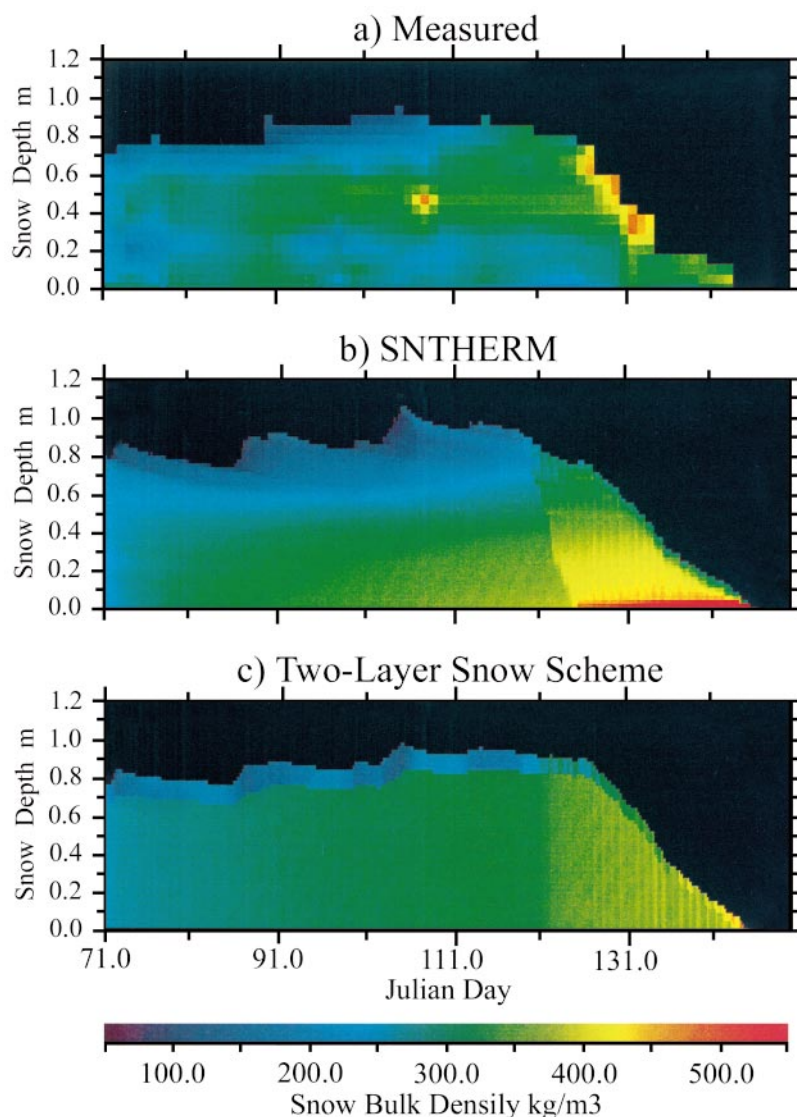 a) Measured
1.2
1.0
0.8
0.6
0.4
0.2
0.0
Snow Depth m
b) SNTHERM
1.2
1.0
0.8
0.6
0.4
0.2
0.0
Snow Depth m
c) Two-Layer Snow Scheme
1.2
1.0
0.8
0.6
0.4
0.2
0.0
Snow Depth m
71.0 91.0 111.0 131.0
Julian Day
100.0 200.0 300.0 400.0 500.0
Snow Bulk Density kg/m3